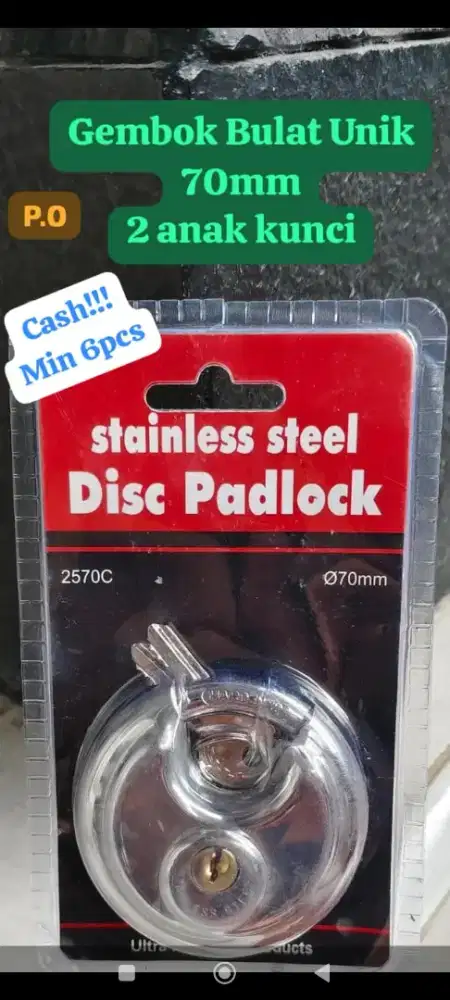 Gembok Bulat Unik
70mm
2 anak kunci
P.O
Cash!!!
Min 6pcs
stainless steel
Disc Padlock
2570C
Ø70mm